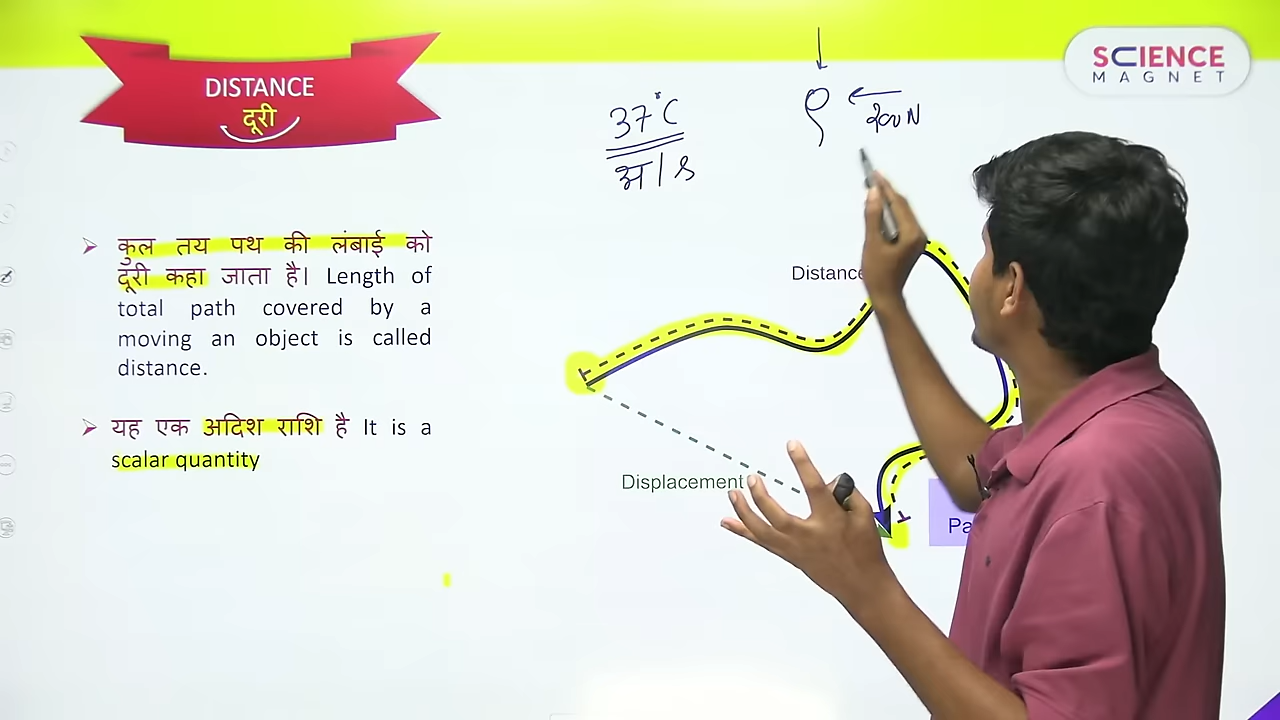 DISTANCE
दूरी
SCIENCE
MAGNET
37°C
अ/S
200N
कुल तय पथ की लंबाई को
दूरी कहा जाता है। Length of
total path covered by a
moving an object is called
distance.
यह एक अदिश राशि है It is a
scalar quantity
Distance
Displacement